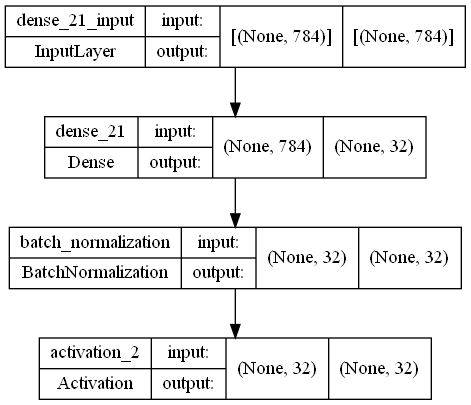 dense_21_input input: [(None, 784)] [(None, 784)]
InputLayer output:
dense_21 input: (None, 784) (None, 32)
Dense output:
batch_normalization input: (None, 32) (None, 32)
BatchNormalization output:
activation_2 input: (None, 32) (None, 32)
Activation output: